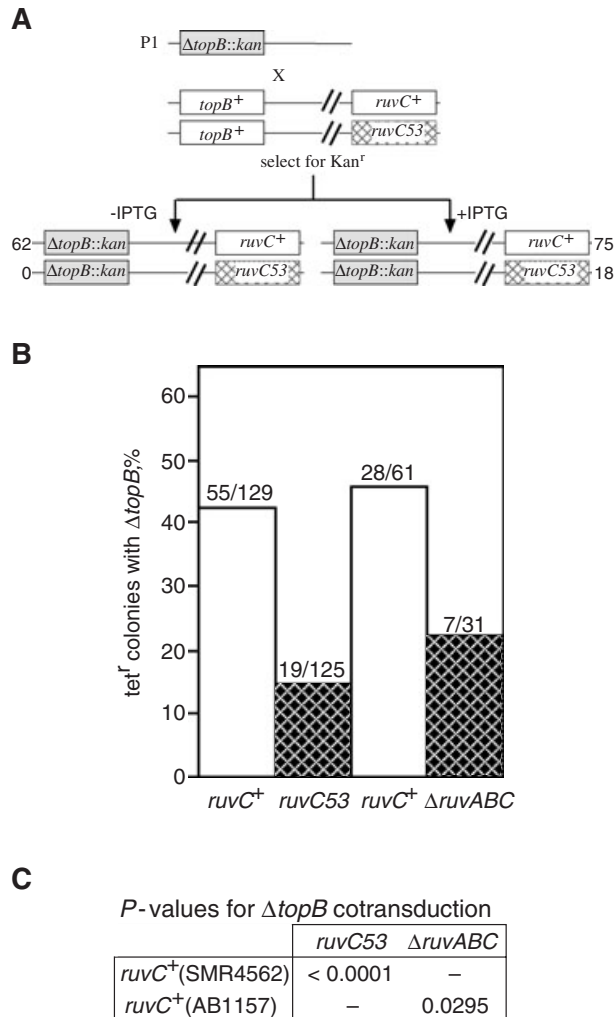 A
P1 ΔtopB::kan
X
topB+ ruvC+
topB+ ruvC53
select for Kanr
-IPTG +IPTG
62 ΔtopB::kan ruvC+ ΔtopB::kan ruvC+ 75
0 ΔtopB::kan ruvC53 ΔtopB::kan ruvC53 18
B
tetr colonies with ΔtopB,%
60
50
40
30
20
10
0
55/129
19/125
28/61
7/31
ruvC+ ruvC53 ruvC+ ΔruvABC
C
P-values for ΔtopB cotransduction
ruvC53 ΔruvABC
ruvC+(SMR4562) < 0.0001 –
ruvC+(AB1157) – 0.0295